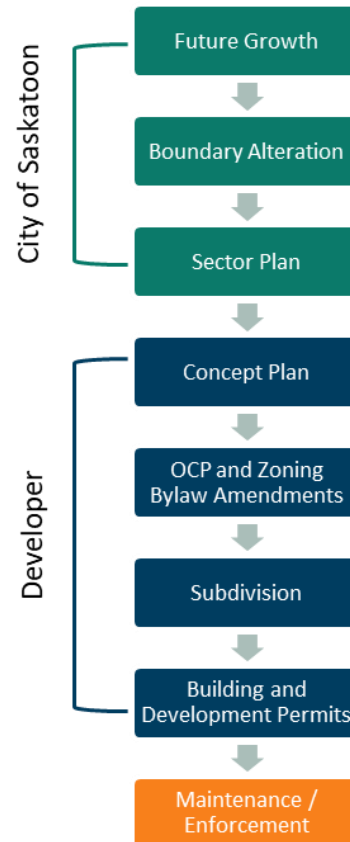 City of Saskatoon
Future Growth
Boundary Alteration
Sector Plan
Developer
Concept Plan
OCP and Zoning
Bylaw Amendments
Subdivision
Building and
Development Permits
Maintenance /
Enforcement